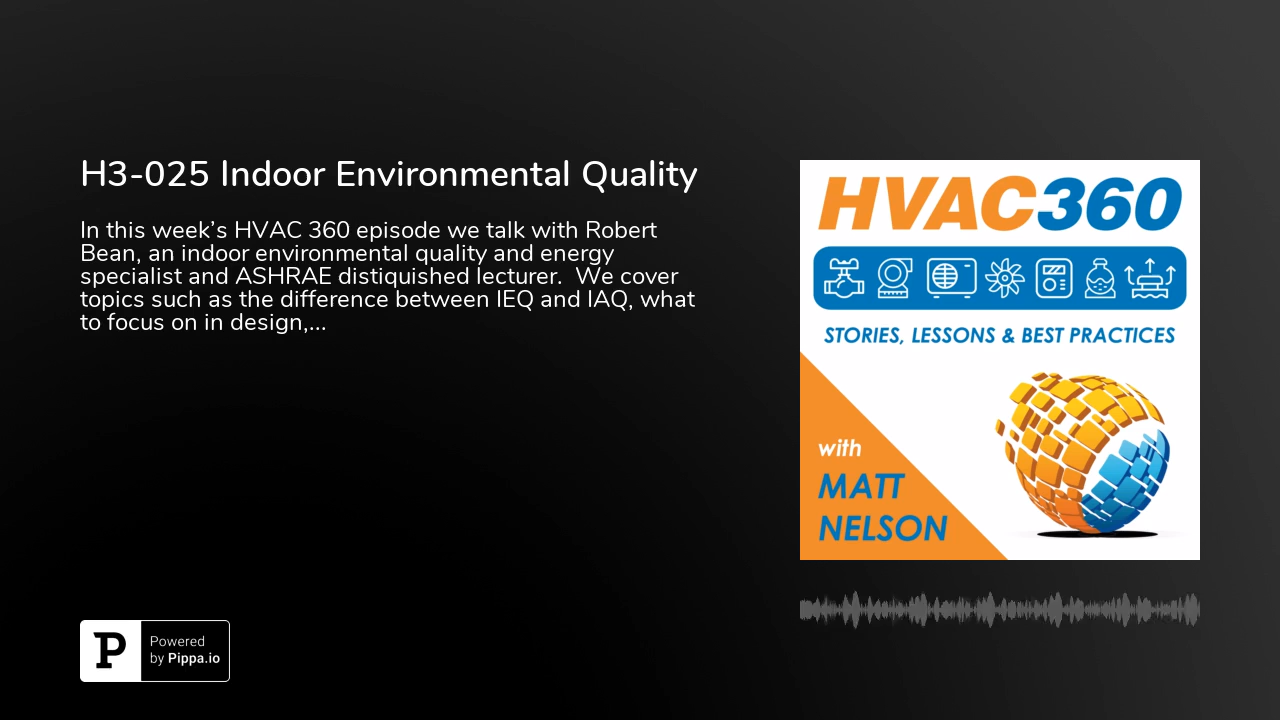 H3-025 Indoor Environmental Quality
In this week’s HVAC 360 episode we talk with Robert
Bean, an indoor environmental quality and energy
specialist and ASHRAE distiquished lecturer.  We cover
topics such as the difference between IEQ and IAQ, what
to focus on in design,...
HVAC360
STORIES, LESSONS & BEST PRACTICES
with
MATT
NELSON
P
Powered
by Pippa.io